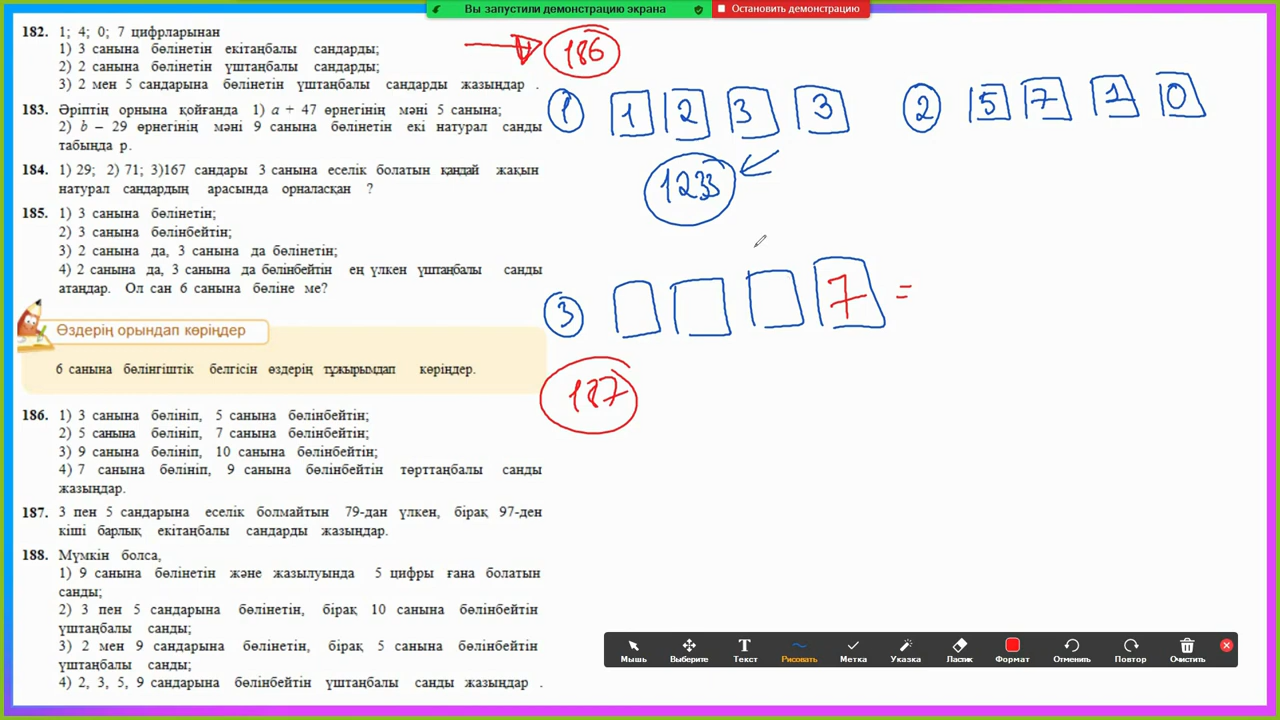 Вы запустили демонстрацию экрана
Остановить демонстрацию
182. 1; 4; 0; 7 цифрларынан
1) 3 санына бөлінетін екітаңбалы сандарды;
2) 2 санына бөлінетін үштаңбалы сандарды;
3) 2 мен 5 сандарына бөлінетін үштаңбалы сандарды жазыңдар .
183. Әріптің орнына қойғанда 1) a + 47 өрнегінің мәні 5 санына;
2) b – 29 өрнегінің мәні 9 санына бөлінетін екі натурал санды
табыңда р.
184. 1) 29; 2) 71; 3)167 сандары 3 санына еселік болатын қандай жақын
натурал сандардың арасында орналасқан ?
185. 1) 3 санына бөлінетін;
2) 3 санына бөлінбейтін;
3) 2 санына да, 3 санына да бөлінетін;
4) 2 санына да, 3 санына да бөлінбейтін ең үлкен үштаңбалы санды
атаңдар. Ол сан 6 санына бөліне ме?
Өздерің орындап көріңдер
6 санына бөлінгіштік белгісін өздерің тұжырымдап көріңдер.
186. 1) 3 санына бөлініп, 5 санына бөлінбейтін;
2) 5 санына бөлініп, 7 санына бөлінбейтін;
3) 9 санына бөлініп, 10 санына бөлінбейтін;
4) 7 санына бөлініп, 9 санына бөлінбейтін төрттаңбалы санды
жазыңдар.
187. 3 пен 5 сандарына еселік болмайтын 79-дан үлкен, бірақ 97-ден
кіші барлық екітаңбалы сандарды жазыңдар.
188. Мүмкін болса,
1) 9 санына бөлінетін және жазылуында 5 цифры ғана болатын
санды;
2) 3 пен 5 сандарына бөлінетін, бірақ 10 санына бөлінбейтін
үштаңбалы санды;
3) 2 мен 9 сандарына бөлінетін, бірақ 5 санына бөлінбейтін
үштаңбалы санды;
4) 2, 3, 5, 9 сандарына бөлінбейтін үштаңбалы санды жазыңдар .
186
1 1 2 3 3
2 5 7 1 0
1233
3 7 =
187
Мышь Выберите Текст Рисовать Метка Указка Ластик Формат Отменить Повтор Очистить